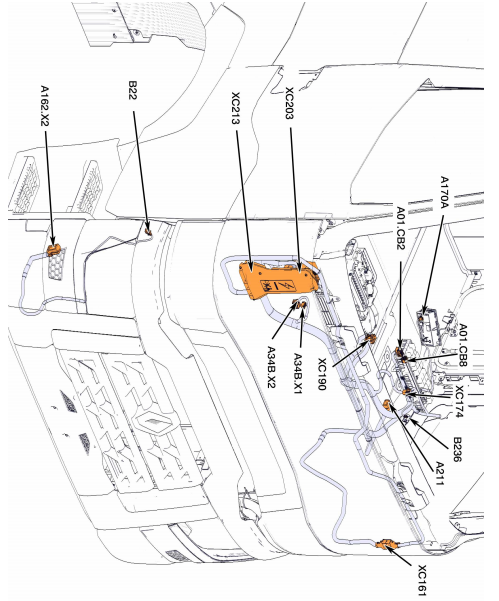 A162.X2
B22
XC213
XC203
A34B.X2
A34B.X1
XC190
A01.CB2
A170A
A01.CB8
XC174
B236
A211
XC161